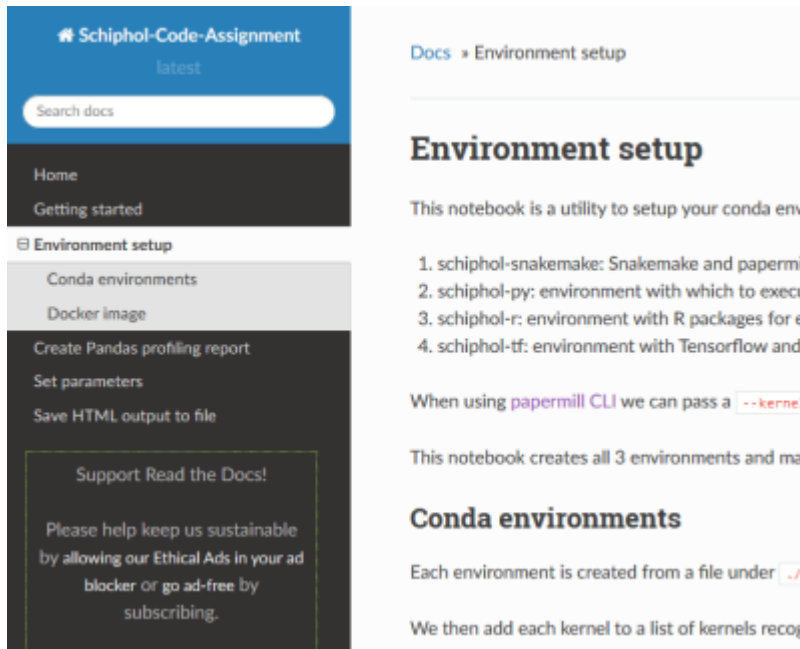 Schiphol-Code-Assignment
latest
Search docs
Home
Getting started
Environment setup
Conda environments
Docker image
Create Pandas profiling report
Set parameters
Save HTML output to file
Support Read the Docs!
Please help keep us sustainable
by allowing our Ethical Ads in your ad
blocker or go ad-free by
subscribing.
Docs » Environment setup
Environment setup
This notebook is a utility to setup your conda
1. schiphol-snakemake: Snakemake and
2. schiphol-py: environment with which to
3. schiphol-r: environment with R packages for
4. schiphol-tf: environment with Tensorflow and
When using papermill CLI we can pass a
This notebook creates all 3 environments and
Conda environments
Each environment is created from a file under
We then add each kernel to a list of kernels